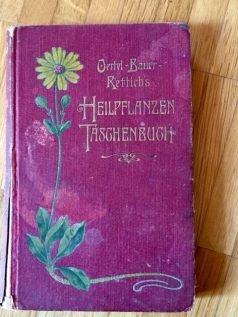 Oertel-Bauer-
Rettich's
HEILPFLANZEN
TASCHENBUCH